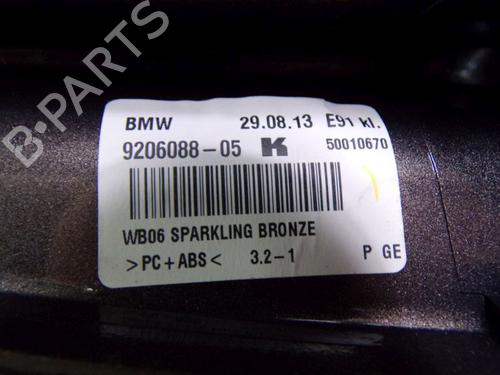 BMW 29.08.13 E91 kl.
9206088-05 K 50010670
WB06 SPARKLING BRONZE
>PC+ABS< 3.2-1 P GE
B-PARTS